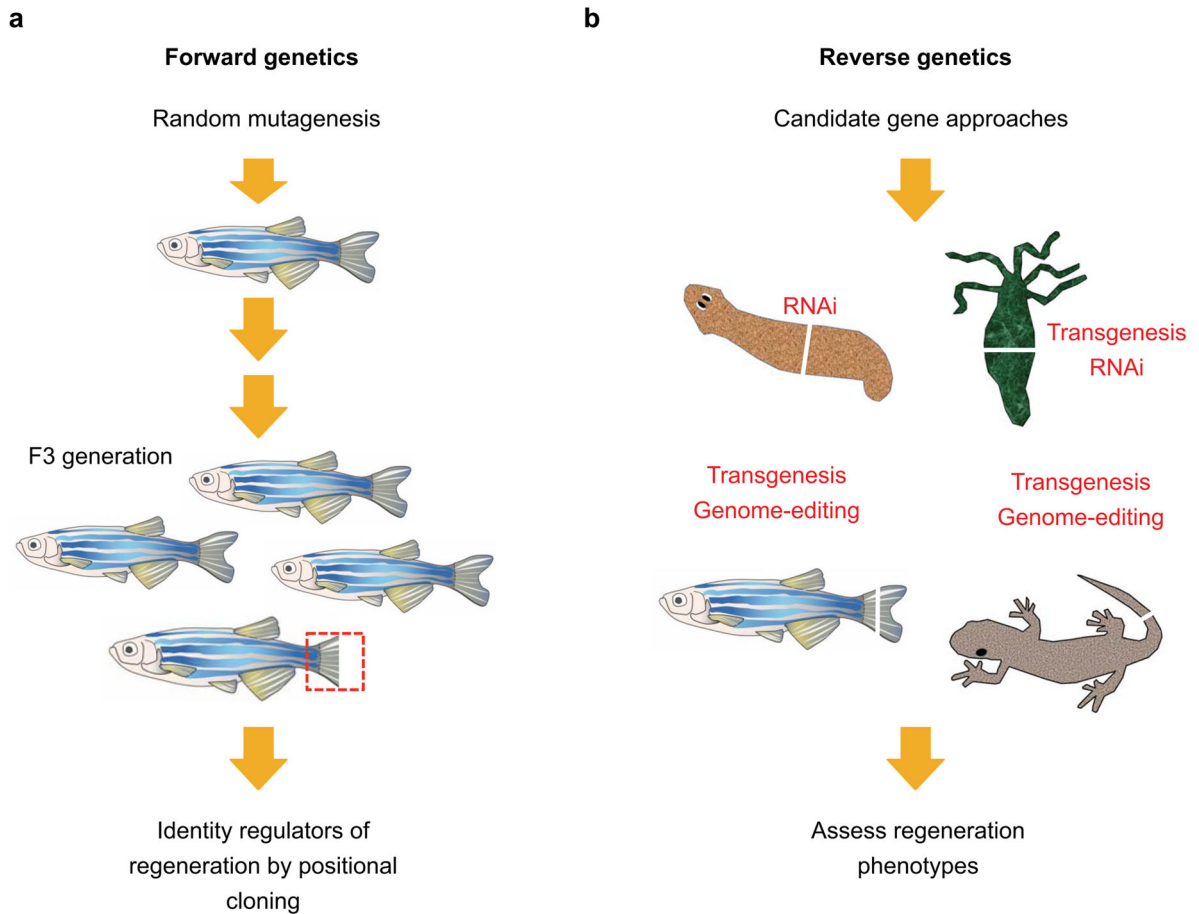 a
Forward genetics
Random mutagenesis
F3 generation
Identity regulators of
regeneration by positional
cloning
b
Reverse genetics
Candidate gene approaches
RNAi
Transgenesis
RNAi
Transgenesis
Genome-editing
Transgenesis
Genome-editing
Assess regeneration
phenotypes